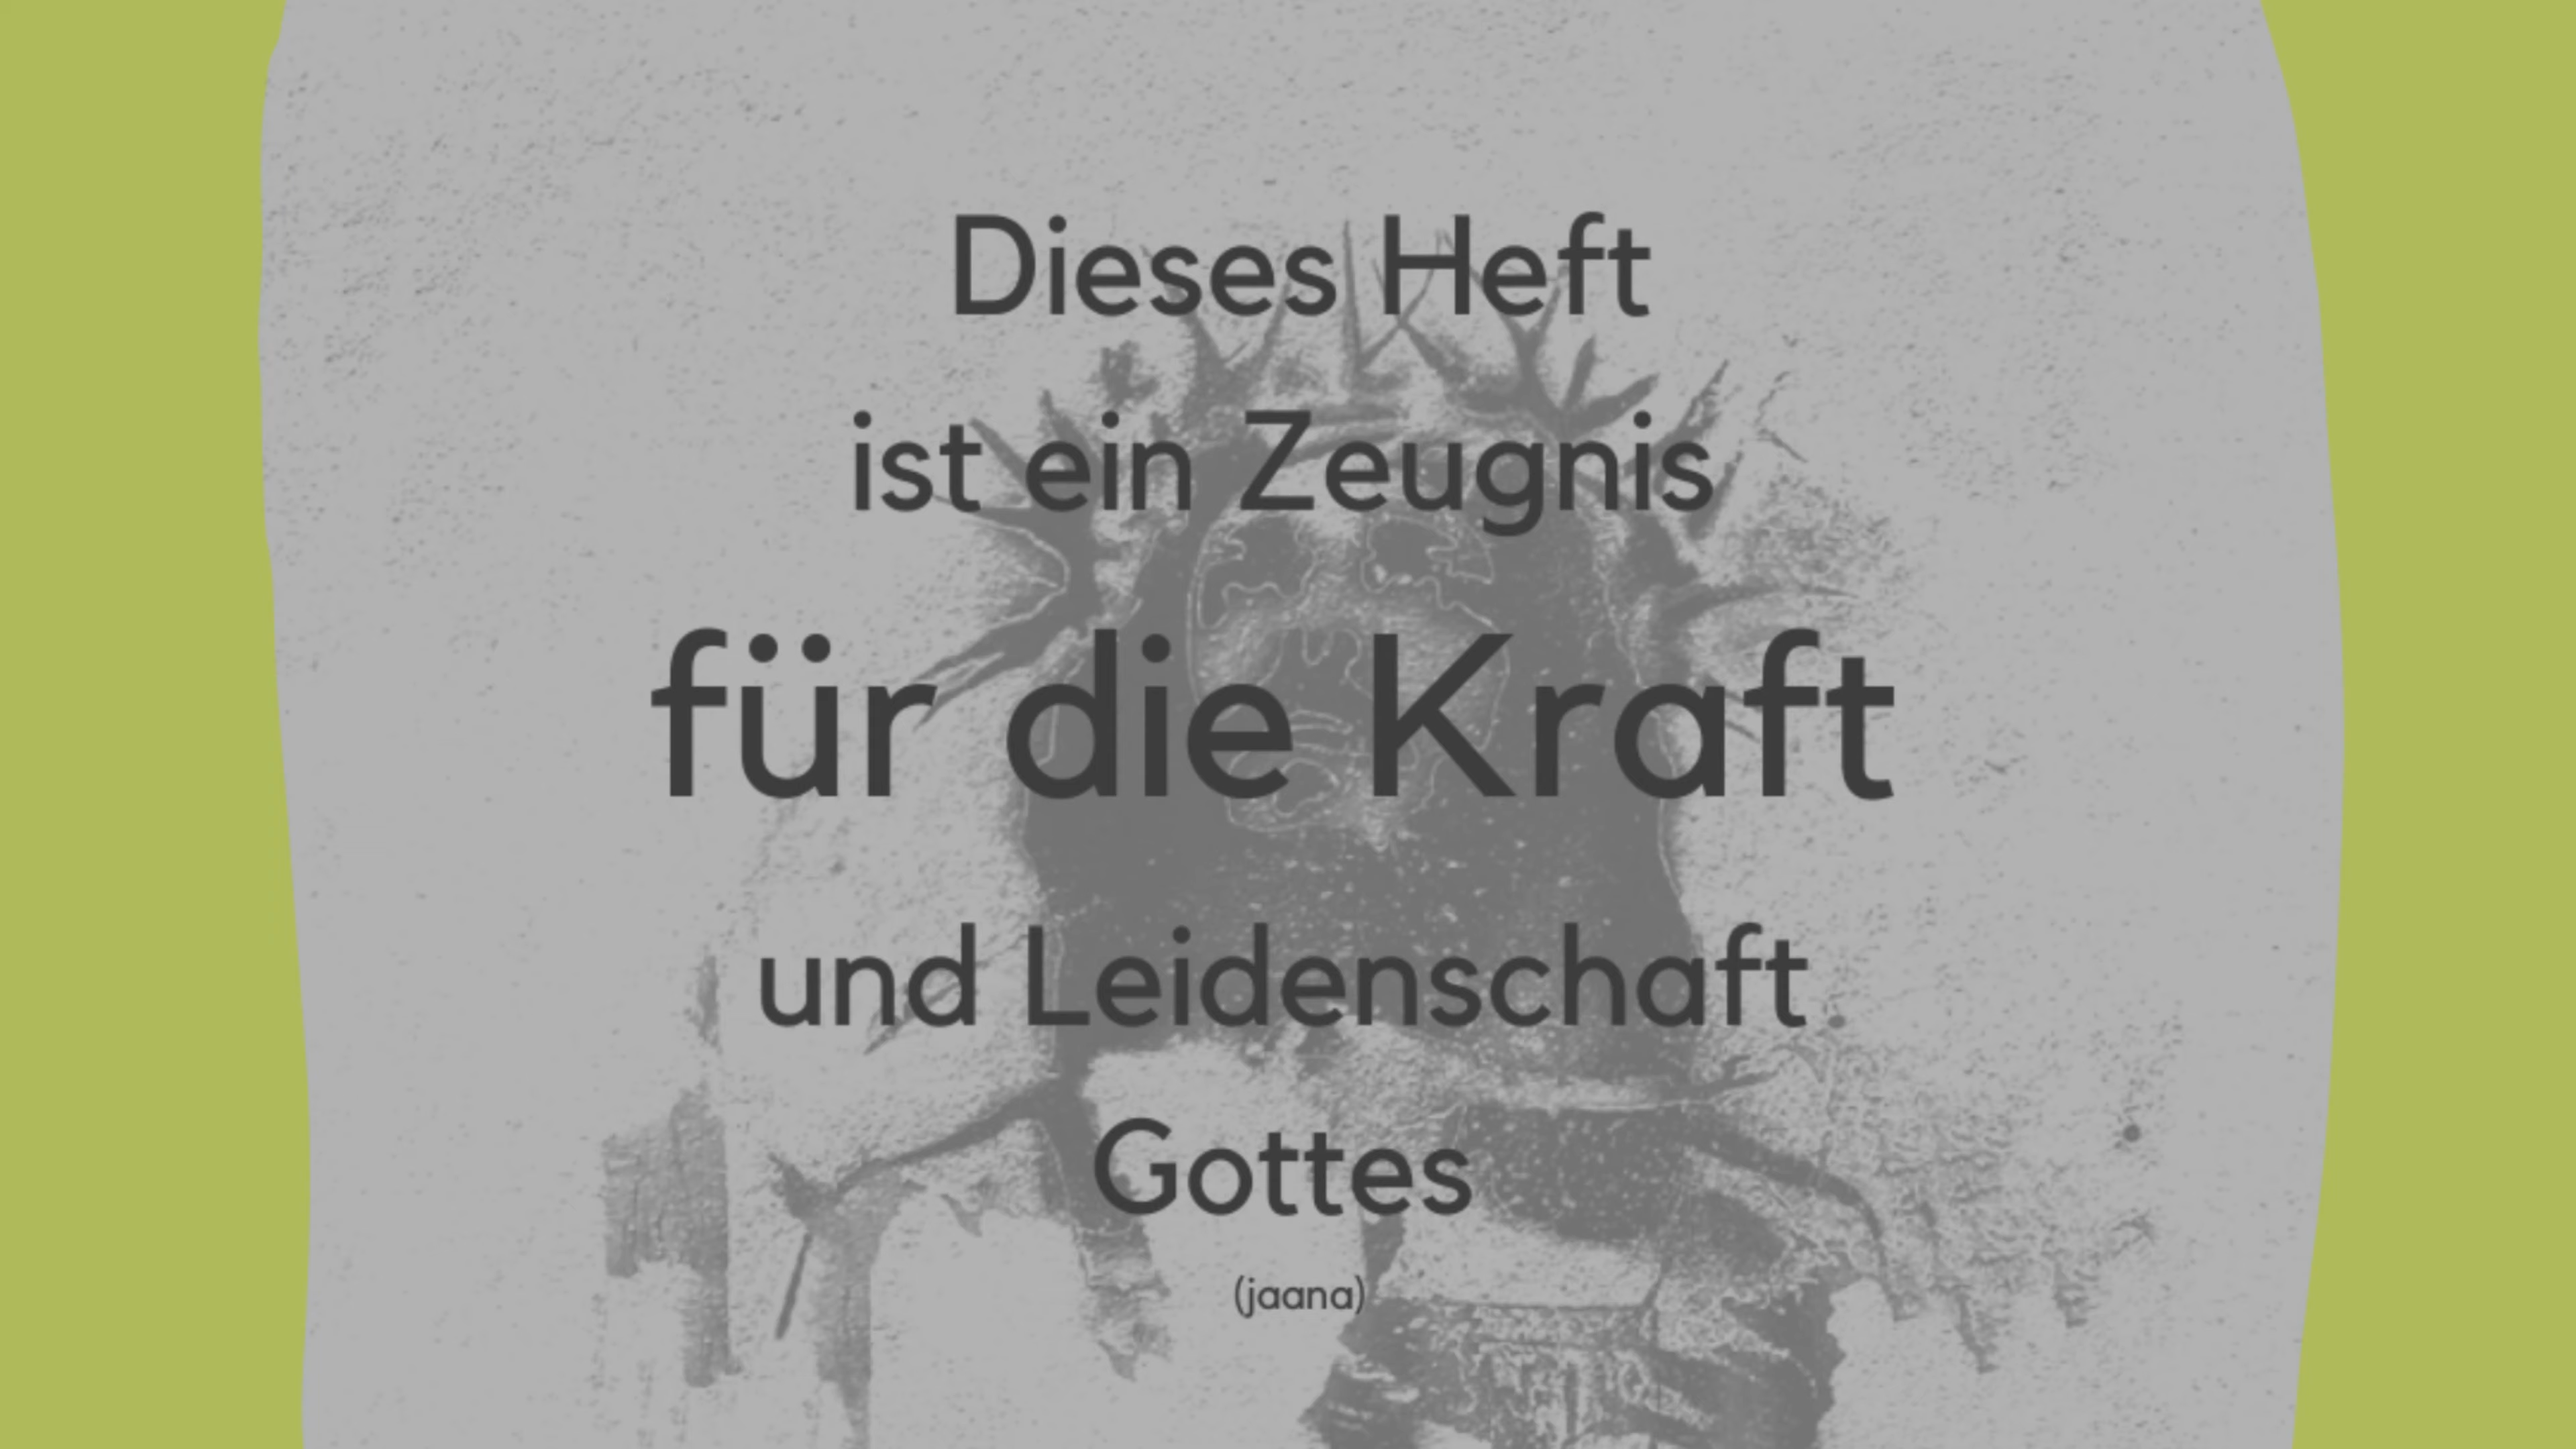 Dieses Heft
ist ein Zeugnis
für die Kraft
und Leidenschaft
Gottes
(jaana)